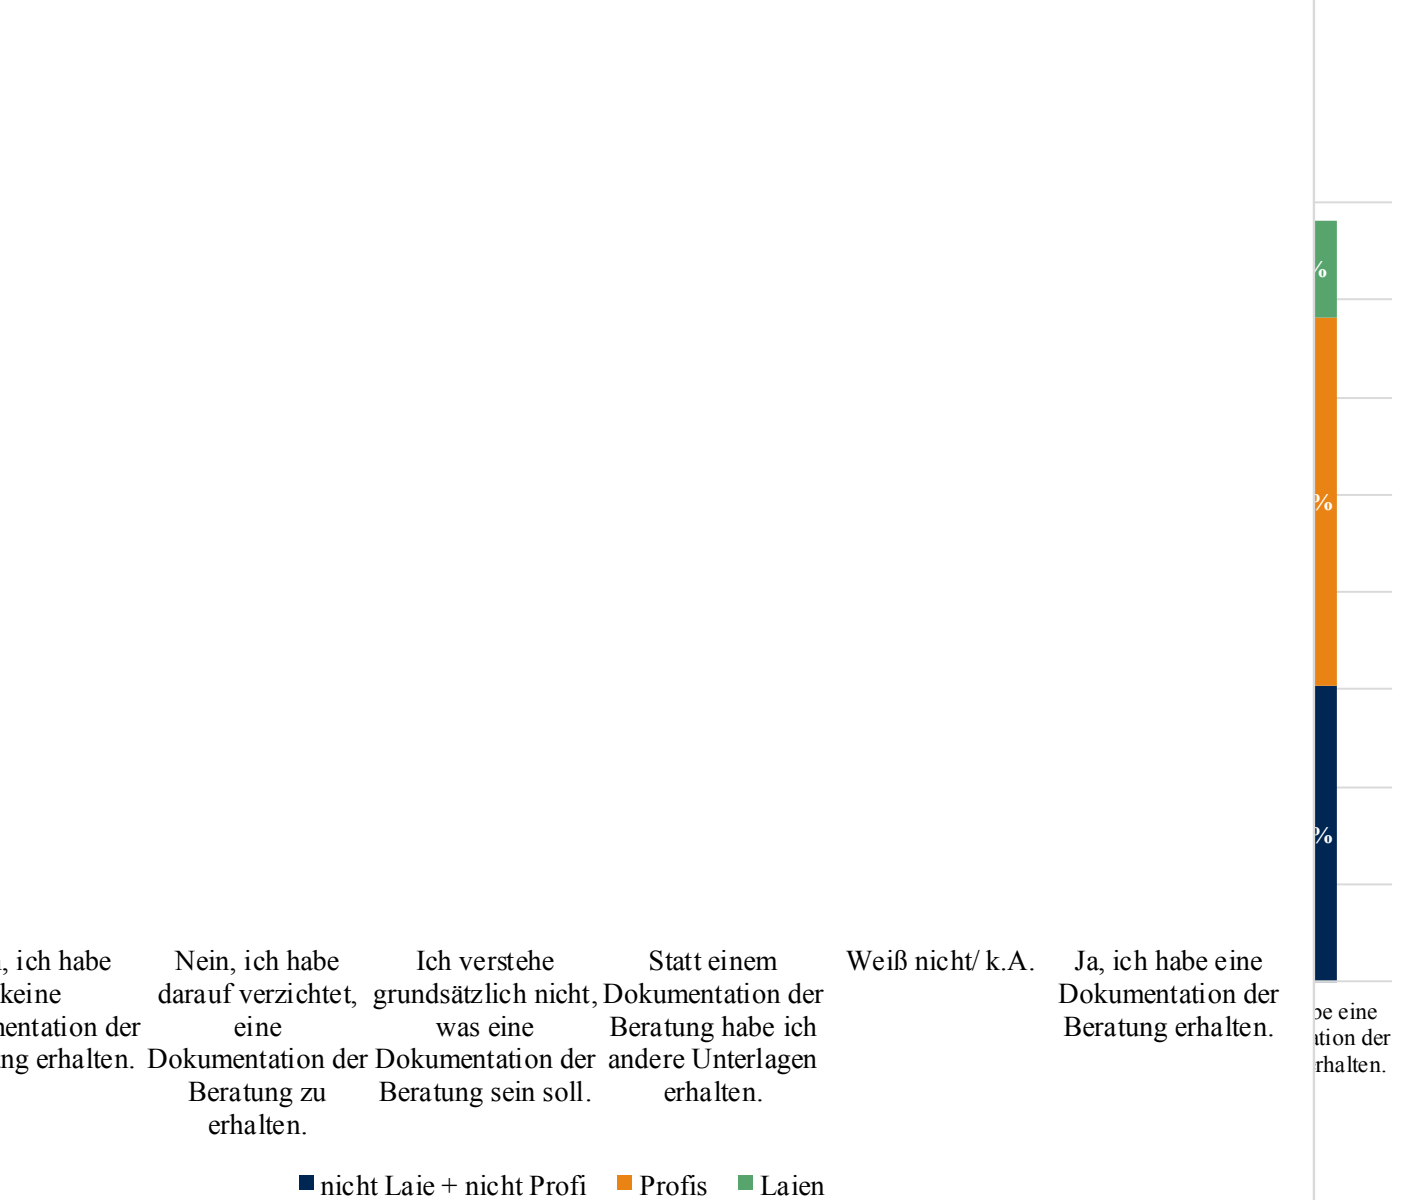 %
%
%
ich habe
keine
der
erhalten.
Nein, ich habe
darauf verzichtet,
eine
Dokumentation der
Beratung zu
erhalten.
Ich verstehe
grundsätzlich nicht,
was eine
Dokumentation der
Beratung sein soll.
Statt einem
Dokumentation der
Beratung habe ich
andere Unterlagen
erhalten.
Weiß nicht/ k.A.
Ja, ich habe eine
Dokumentation der
Beratung erhalten.
eine
der
nicht Laie + nicht Profi
Profis
Laien